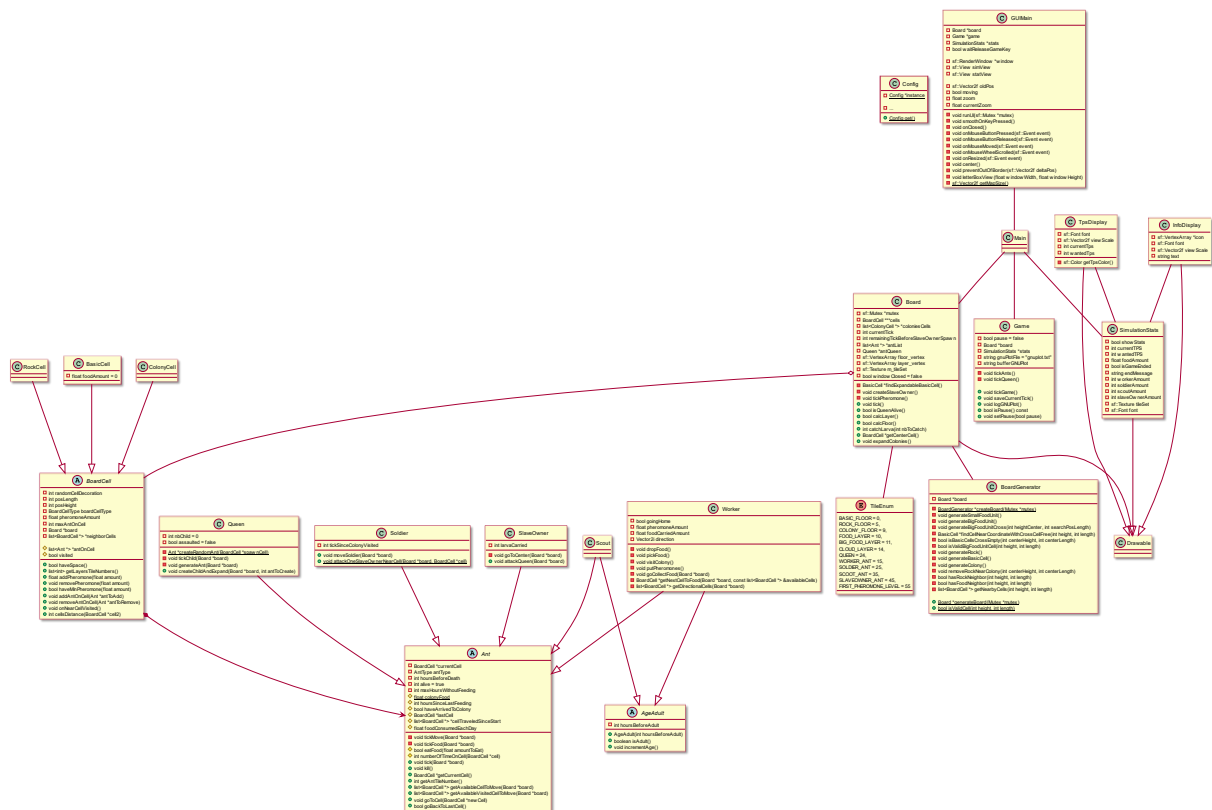 C GUIMain
Board *board
Game *game
SimulationStats *stats
bool waitReleaseGameKey
sf::RenderWindow *window
sf::View simView
sf::View statView
sf::Vector2f oldPos
bool moving
float zoom
float currentZoom
void runUI(sf::Mutex *mutex)
void smoothOnKeyPressed()
void onClosed()
void onMouseButtonPressed(sf::Event event)
void onMouseButtonReleased(sf::Event event)
void onMouseMoved(sf::Event event)
void onMouseWheelScrolled(sf::Event event)
void onResized(sf::Event event)
void center()
void preventOutOfBorder(sf::Vector2f deltaPos)
void letterBoxView(float windowWidth, float windowHeight)
sf::Vector2f getMapSize()
C Config
Config *instance
...
Config get()
C Main
C TpsDisplay
sf::Font font
sf::Vector2f viewScale
int currentTps
int wantedTps
sf::Color getTpsColor()
C InfoDisplay
sf::VertexArray *icon
sf::Font font
sf::Vector2f viewScale
string text
C Board
sf::Mutex *mutex
BoardCell ***cells
list<ColonyCell *> *coloniesCells
int currentTick
int remainingTickBeforeSlaveOwnerSpawn
list<Ant *> *antList
Queen *antQueen
sf::VertexArray floor_vertex
sf::VertexArray layer_vertex
sf::Texture m_tileSet
bool windowClosed = false
BasicCell *findExpandableBasicCell()
void createSlaveOwner()
void tickPheromone()
void tick()
bool isQueenAlive()
bool calcLayer()
bool calcFloor()
int catchLarva(int nbToCatch)
BoardCell *getCenterCell()
void expandColonies()
C Game
bool pause = false
Board *board
SimulationStats *stats
string gnuPlotFile = "gnuplot.txt"
string bufferGNUPlot
void tickAnts()
void tickQueen()
void tickGame()
void saveCurrentTick()
void logGNUPlot()
bool isPause() const
void setPause(bool pause)
C SimulationStats
bool showStats
int currentTPS
int wantedTPS
float foodAmount
bool isGameEnded
string endMessage
int workerAmount
int soldierAmount
int scoutAmount
int slaveOwnerAmount
sf::Texture tileSet
sf::Font font
C RockCell
C BasicCell
float foodAmount = 0
C ColonyCell
A BoardCell
int randomCellDecoration
int posLength
int posHeight
BoardCellType boardCellType
float pheromoneAmount
int maxAntOnCell
Board *board
list<BoardCell *> *neighborCells
list<Ant *> *antOnCell
bool visited
bool haveSpace()
list<int> getLayersTileNumbers()
float addPheromone(float amount)
float removePheromone(float amount)
bool haveMinPheromone(float amount)
void addAntOnCell(Ant *antToAdd)
void removeAntOnCell(Ant *antToRemove)
void onNearCellVisited()
int cellsDistance(BoardCell *cell2)
C Queen
int nbChild = 0
bool assaulted = false
Ant *createRandomAnt(BoardCell *pawnCell)
void tickChild(Board *board)
void generateAnt(Board *board)
void createChildAndExpand(Board *board, int antToCreate)
C Soldier
int tickSinceColonyVisited
void moveSoldier(Board *board)
void attackOneSlaveOwnerNearCell(Board *board, BoardCell *cell)
C SlaveOwner
int larvaCarried
void goToCenter(Board *board)
void attackQueen(Board *board)
C Scout
C Worker
bool goingHome
float pheromoneAmount
float foodCarriedAmount
Vector2i direction
void dropFood()
void pickFood()
void visitColony()
void putPheromones()
void goCollectFood(Board *board)
BoardCell *getNextCellToFood(Board *board, const list<BoardCell *> &availableCells)
list<BoardCell *> getDirectionalCells(Board *board)
E TileEnum
BASIC_FLOOR = 0,
ROCK_FLOOR = 5,
COLONY_FLOOR = 9,
FOOD_LAYER = 10,
BIG_FOOD_LAYER = 11,
CLOUD_LAYER = 14,
QUEEN = 24,
WORKER_ANT = 15,
SOLDIER_ANT = 25,
SCOOT_ANT = 35,
SLAVEOWNER_ANT = 45,
FIRST_PHEROMONE_LEVEL = 55
C BoardGenerator
Board *board
BoardGenerator *createBoard(Mutex *mutex)
void generateSmallFoodUnit()
void generateBigFoodUnit()
void generateBigFoodUnitCross(int heightCenter, int searchPosLength)
BasicCell *findCellNearCoordinateWithCrossCellFree(int height, int length)
bool isBasicCellsCrossEmpty(int centerHeight, int centerLength)
bool isValidBigFoodUnitCell(int height, int length)
void generateRock()
void generateColony()
void generateBasicCell()
void removeRockNearColony(int centerHeight, int centerLength)
bool hasRockNeighbor(int height, int length)
bool hasFoodNeighbor(int height, int length)
list<BoardCell *> getNearbyCells(int height, int length)
Board *generateBoard(Mutex *mutex)
bool isValidCell(int height, int length)
C Drawable
A Ant
BoardCell *currentCell
AntType antType
int hoursBeforeDeath
int alive = true
int maxHoursWithoutFeeding
float colonyFood
int hoursSinceLastFeeding
bool haveArrivedToColony
BoardCell *lastCell
list<BoardCell *> *cellTraveledSinceStart
float foodConsumedEachDay
void tickMove(Board *board)
void tickFood(Board *board)
bool eatFood(float amountToEat)
int numberOfTimeOnCell(BoardCell *cell)
void tick(Board *board)
void kill()
BoardCell *getCurrentCell()
int getAntTileNumber()
list<BoardCell *> getAvailableCellToMove(Board *board)
list<BoardCell *> getAvailableVisitedCellToMove(Board *board)
void goToCell(BoardCell *newCell)
bool goBackToLastCell()
A AgeAdult
int hoursBeforeAdult
AgeAdult(int hoursBeforeAdult)
boolean isAdult()
void incrementAge()